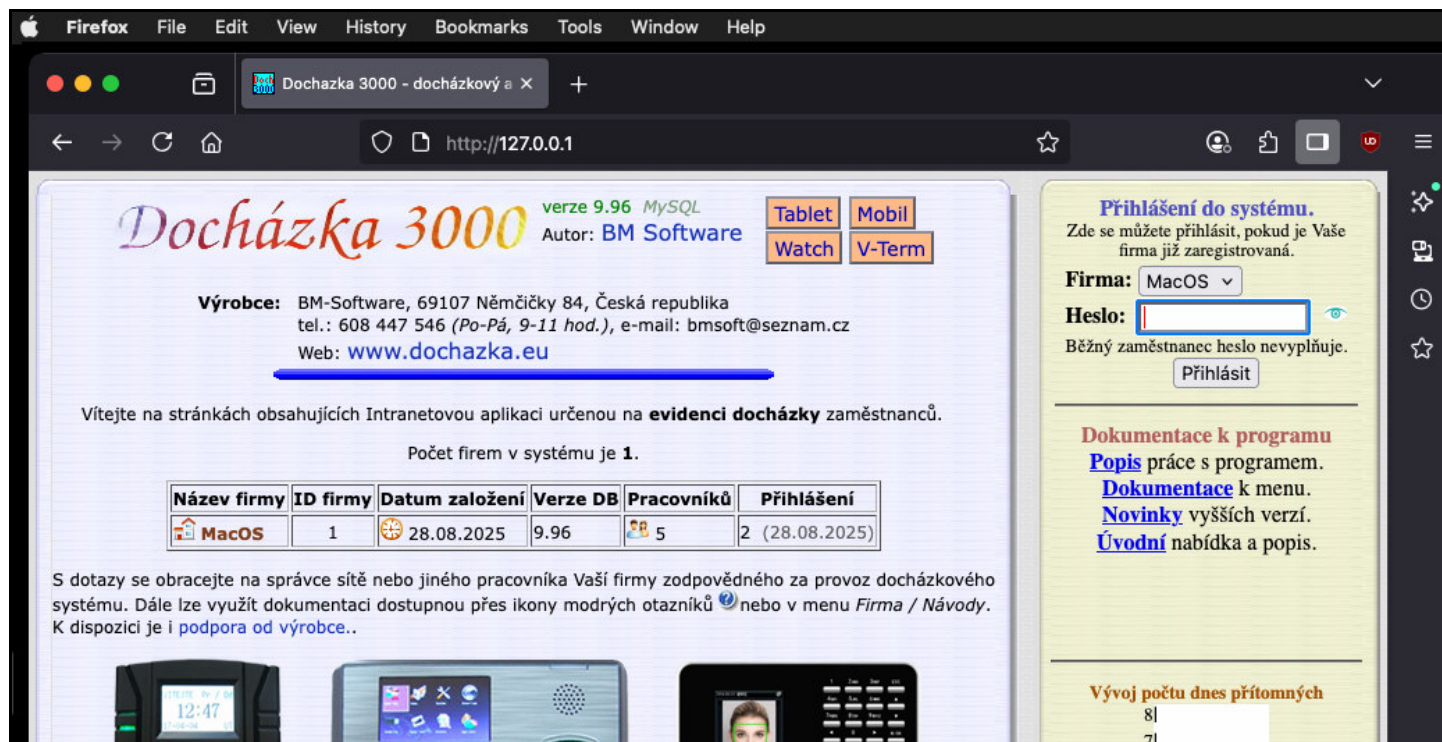 Firefox File Edit View History Bookmarks Tools Window Help
Dochazka 3000 - docházkový a
http://127.0.0.1
Docházka 3000
verze 9.96 MySQL
Autor: BM Software
Tablet Mobil
Watch V-Term
Výrobce: BM-Software, 69107 Němčičky 84, Česká republika
tel.: 608 447 546 (Po-Pá, 9-11 hod.), e-mail: bmsoft@seznam.cz
Web: www.dochazka.eu
Vítejte na stránkách obsahujících Intranetovou aplikaci určenou na evidenci docházky zaměstnanců.
Počet firem v systému je 1.
Název firmy ID firmy Datum založení Verze DB Pracovníků Přihlášení
MacOS 1 28.08.2025 9.96 5 2 (28.08.2025)
S dotazy se obracejte na správce sítě nebo jiného pracovníka Vaší firmy zodpovědného za provoz docházkového
systému. Dále lze využít dokumentaci dostupnou přes ikony modrých otazníků nebo v menu Firma / Návody.
K dispozici je i podpora od výrobce..
12:47
Přihlášení do systému.
Zde se můžete přihlásit, pokud je Vaše
firma již zaregistrovaná.
Firma: MacOS
Heslo:
Běžný zaměstnanec heslo nevyplňuje.
Přihlásit
Dokumentace k programu
Popis práce s programem.
Dokumentace k menu.
Novinky vyšších verzí.
Úvodní nabídka a popis.
Vývoj počtu dnes přítomných
8
7